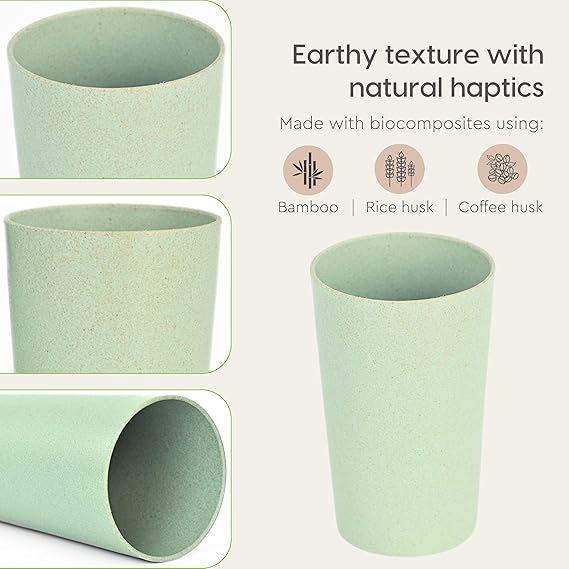 Earthy texture with
natural haptics
Made with biocomposites using:
Bamboo | Rice husk | Coffee husk